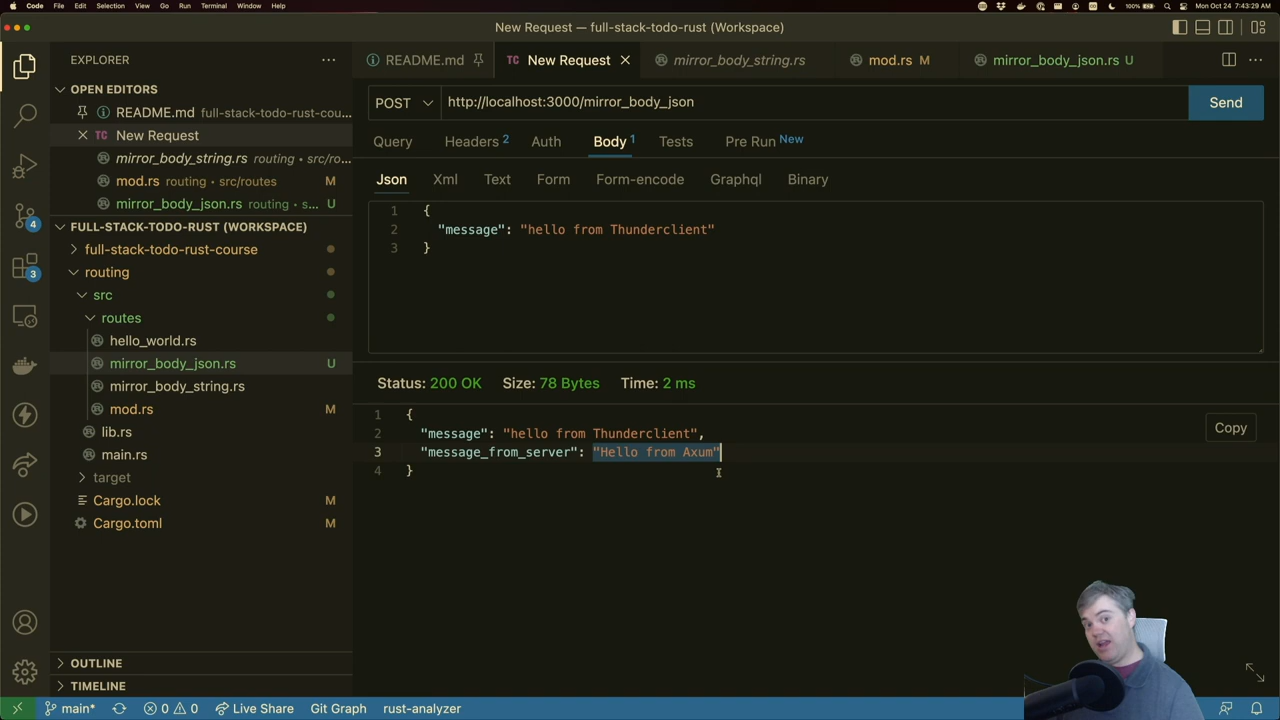 Code File Edit Selection View Go Run Terminal Window Help 100% Mon Oct 24 7:43:29 AM
New Request — full-stack-todo-rust (Workspace)
EXPLORER
README.md
TC New Request
mirror_body_string.rs
mod.rs M
mirror_body_json.rs U
OPEN EDITORS
README.md full-stack-todo-rust-cou...
TC New Request
mirror_body_string.rs routing • src/ro...
mod.rs routing • src/routes M
mirror_body_json.rs routing • s... U
FULL-STACK-TODO-RUST (WORKSPACE)
full-stack-todo-rust-course
routing
src
routes
hello_world.rs
mirror_body_json.rs U
mirror_body_string.rs
mod.rs M
lib.rs
main.rs
target
Cargo.lock M
Cargo.toml M
OUTLINE
TIMELINE
4
3
POST http://localhost:3000/mirror_body_json Send
Query Headers 2 Auth Body 1 Tests Pre Run New
Json Xml Text Form Form-encode Graphql Binary
1 {
2 "message": "hello from Thunderclient"
3 }
Status: 200 OK Size: 78 Bytes Time: 2 ms
1 {
2 "message": "hello from Thunderclient",
3 "message_from_server": "Hello from Axum"
4 }
Copy
main* 0 0 Live Share Git Graph rust-analyzer